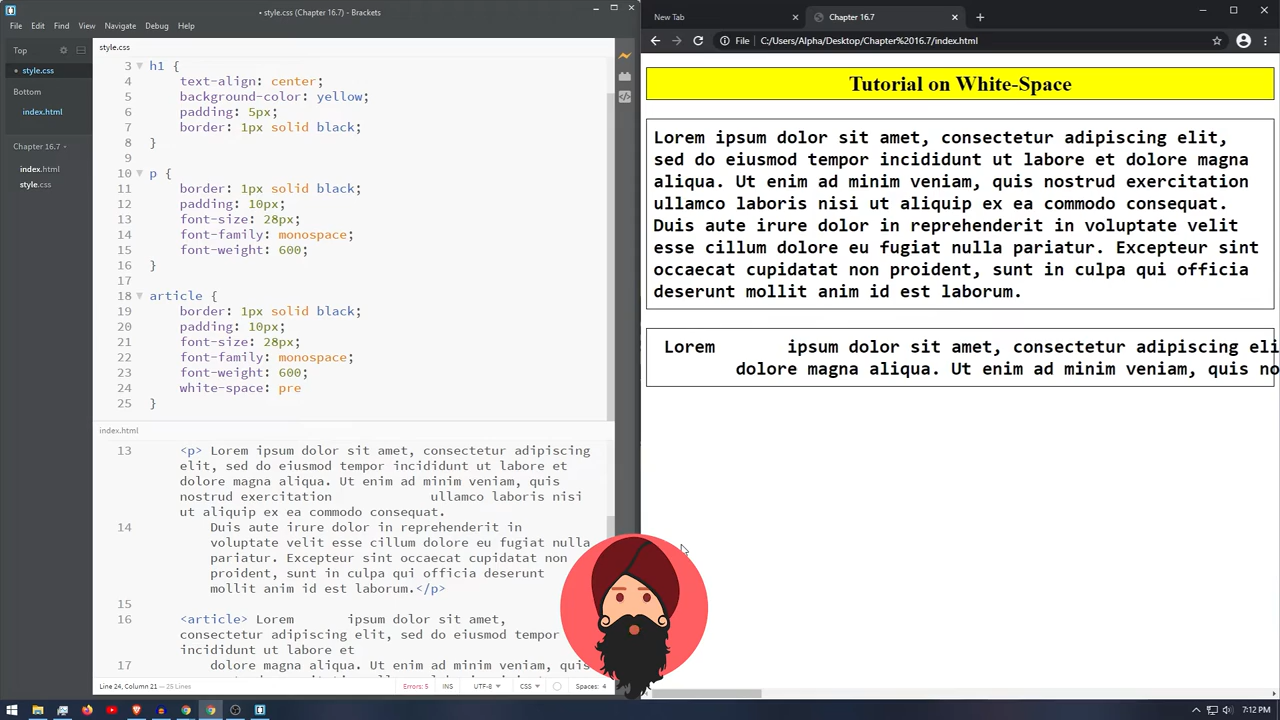 • style.css (Chapter 16.7) - Brackets
File Edit Find View Navigate Debug Help
Top
• style.css
Bottom
index.html
Chapter 16.7
index.html
style.css
style.css
3 h1 {
4 text-align: center;
5 background-color: yellow;
6 padding: 5px;
7 border: 1px solid black;
8 }
9
10 p {
11 border: 1px solid black;
12 padding: 10px;
13 font-size: 28px;
14 font-family: monospace;
15 font-weight: 600;
16 }
17
18 article {
19 border: 1px solid black;
20 padding: 10px;
21 font-size: 28px;
22 font-family: monospace;
23 font-weight: 600;
24 white-space: pre
25 }
index.html
13 <p> Lorem ipsum dolor sit amet, consectetur adipiscing
elit, sed do eiusmod tempor incididunt ut labore et
dolore magna aliqua. Ut enim ad minim veniam, quis
nostrud exercitation ullamco laboris nisi
ut aliquip ex ea commodo consequat.
14 Duis aute irure dolor in reprehenderit in
voluptate velit esse cillum dolore eu fugiat nulla
pariatur. Excepteur sint occaecat cupidatat non
proident, sunt in culpa qui officia deserunt
mollit anim id est laborum.</p>
15
16 <article> Lorem ipsum dolor sit amet,
consectetur adipiscing elit, sed do eiusmod tempor
incididunt ut labore et
17 dolore magna aliqua. Ut enim ad minim veniam, quis
Line 24, Column 21 — 25 Lines Errors: 5 INS UTF-8 CSS Spaces: 4
New Tab
Chapter 16.7
File C:/Users/Alpha/Desktop/Chapter%2016.7/index.html
Tutorial on White-Space
Lorem ipsum dolor sit amet, consectetur adipiscing elit,
sed do eiusmod tempor incididunt ut labore et dolore magna
aliqua. Ut enim ad minim veniam, quis nostrud exercitation
ullamco laboris nisi ut aliquip ex ea commodo consequat.
Duis aute irure dolor in reprehenderit in voluptate velit
esse cillum dolore eu fugiat nulla pariatur. Excepteur sint
occaecat cupidatat non proident, sunt in culpa qui officia
deserunt mollit anim id est laborum.
Lorem ipsum dolor sit amet, consectetur adipiscing eli
dolore magna aliqua. Ut enim ad minim veniam, quis no
7:12 PM